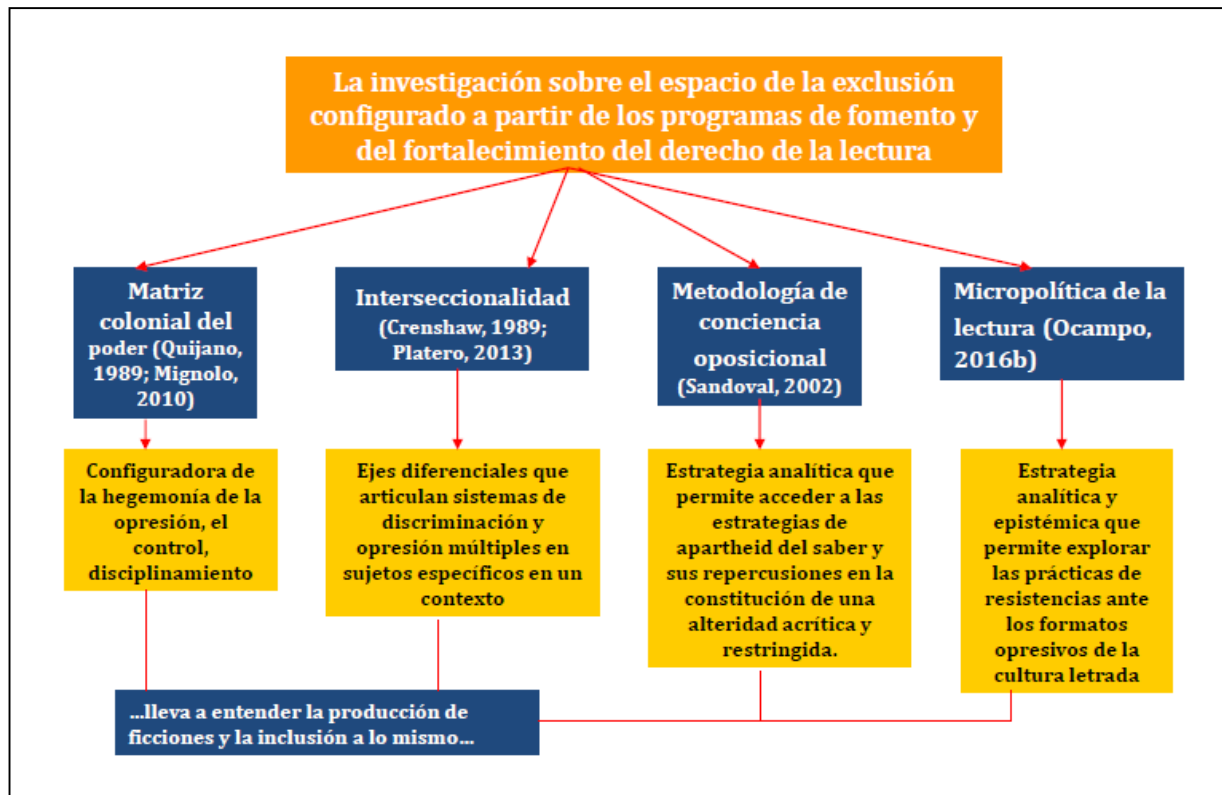 La investigación sobre el espacio de la exclusión
configurado a partir de los programas de fomento y
del fortalecimiento del derecho de la lectura
Matriz
colonial del
poder (Quijano,
1989; Mignolo,
2010)
Interseccionalidad
(Crenshaw, 1989;
Platero, 2013)
Metodología de
conciencia
oposicional
(Sandoval, 2002)
Micropolítica de la
lectura (Ocampo,
2016b)
Configuradora de
la hegemonía de la
opresión, el
control,
disciplinamiento
Ejes diferenciales que
articulan sistemas de
discriminación y
opresión múltiples en
sujetos específicos en un
contexto
Estrategia analítica que
permite acceder a las
estrategias de
apartheid del saber y
sus repercusiones en la
constitución de una
alteridad acrítica y
restringida.
Estrategia
analítica y
epistémica que
permite explorar
las prácticas de
resistencias ante
los formatos
opresivos de la
cultura letrada
...lleva a entender la producción de
ficciones y la inclusión a lo mismo...